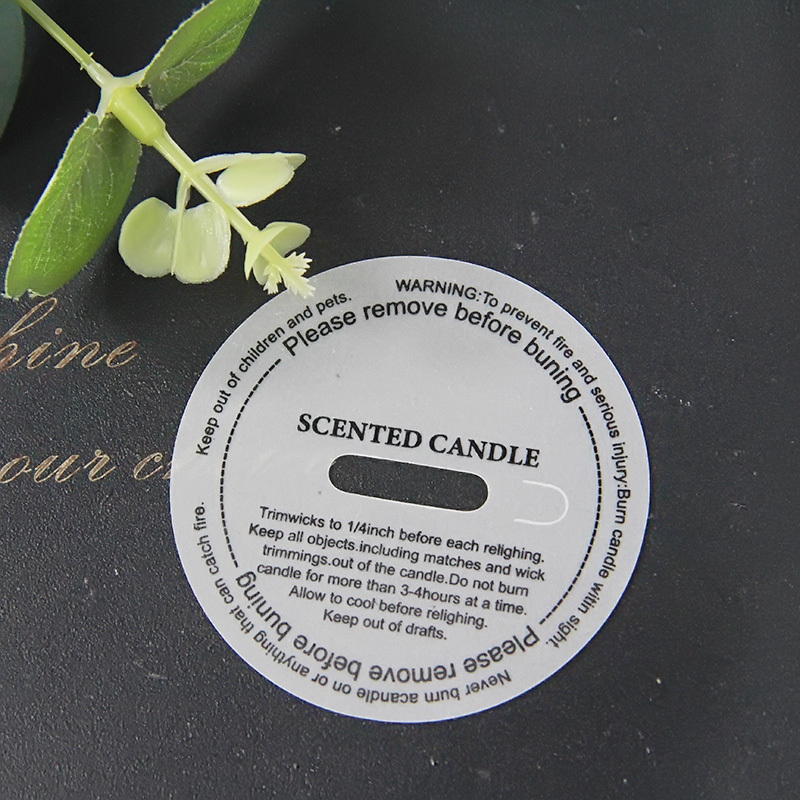 WARNING:To prevent fire and serious injury:Burn candle witin sight.
Never burn acandle on or anything that can catch fire.
Keep out of children and pets.
Please remove before buning
SCENTED CANDLE
Trimwicks to 1/4inch before each relighing.
Keep all objects.including matches and wick
trimmings.out of the candle.Do not burn
candle for more than 3-4hours at a time.
Allow to cool before relighing.
Keep out of drafts.
Please remove before buning
hine
our c